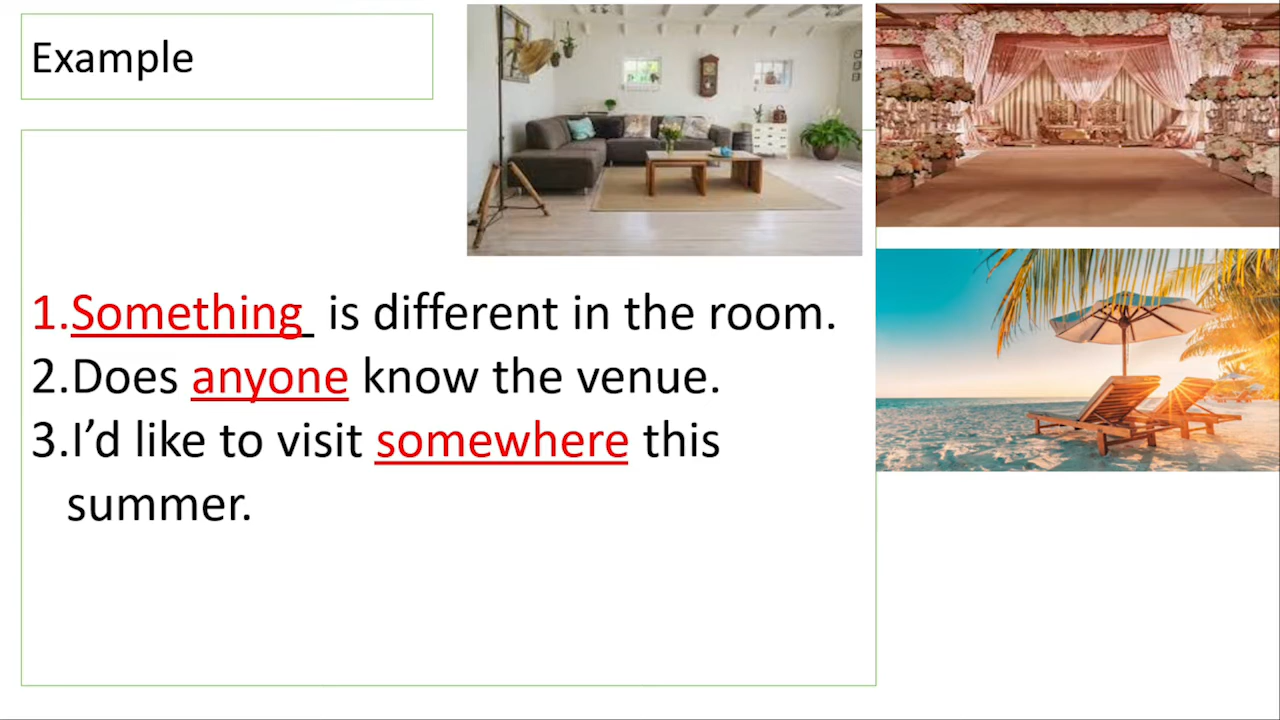 Example
1.Something_ is different in the room.
2.Does anyone know the venue.
3.I’d like to visit somewhere this
summer.